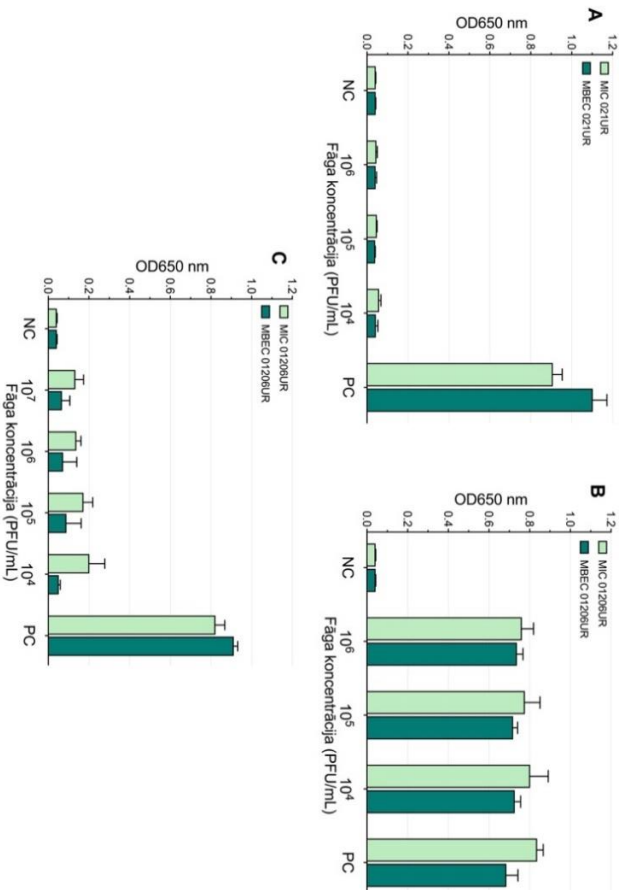 A
MIC 021UR
MBEC 021UR
OD650 nm
0.0 0.2 0.4 0.6 0.8 1.0 1.2
NC 10⁶ 10⁵ 10⁴ PC
Fāga koncentrācija (PFU/mL)
B
MIC 01206UR
MBEC 01206UR
OD650 nm
0.0 0.2 0.4 0.6 0.8 1.0 1.2
NC 10⁶ 10⁵ 10⁴ PC
Fāga koncentrācija (PFU/mL)
C
MIC 01206UR
MBEC 01206UR
OD650 nm
0.0 0.2 0.4 0.6 0.8 1.0 1.2
NC 10⁷ 10⁶ 10⁵ 10⁴ PC
Fāga koncentrācija (PFU/mL)